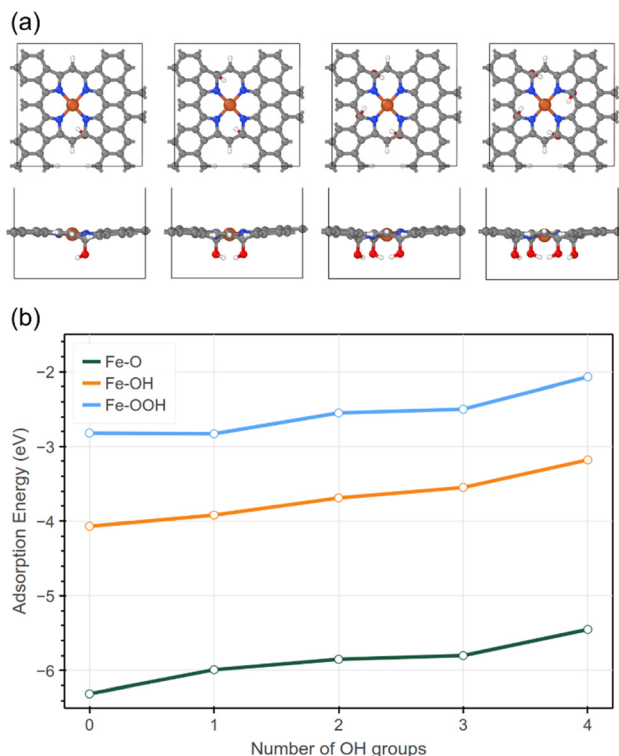 (a)
(b)
Fe-O
Fe-OH
Fe-OOH
Adsorption Energy (eV)
−2
−3
−4
−5
−6
0 1 2 3 4
Number of OH groups